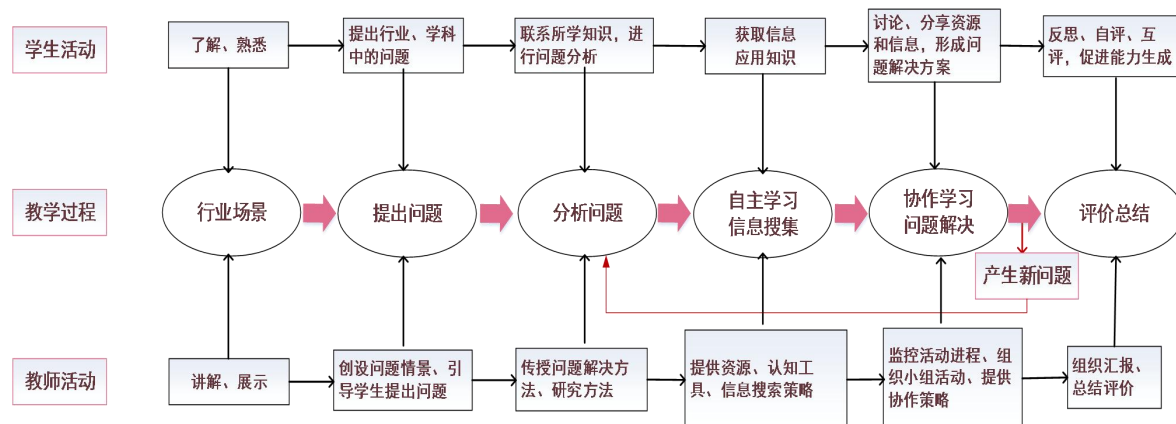 学生活动
了解、熟悉
提出行业、学科
中的问题
联系所学知识，进
行问题分析
获取信息
应用知识
讨论、分享资源
和信息，形成问
题解决方案
反思、自评、互
评，促进能力生成
教学过程
行业场景
提出问题
分析问题
自主学习
信息搜集
协作学习
问题解决
评价总结
产生新问题
教师活动
讲解、展示
创设问题情景、引
导学生提出问题
传授问题解决方
法、研究方法
提供资源、认知工
具、信息搜索策略
监控活动进程、组
织小组活动、提供
协作策略
组织汇报、
总结评价